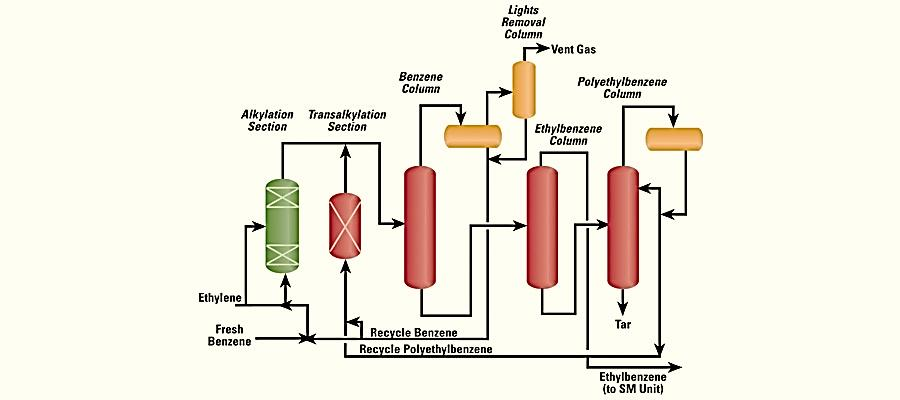 Lights
Removal
Column
Vent Gas
Benzene
Column
Polyethylbenzene
Column
Alkylation
Section
Transalkylation
Section
Ethylbenzene
Column
Ethylene
Fresh
Benzene
Recycle Benzene
Recycle Polyethylbenzene
Tar
Ethylbenzene
(to SM Unit)